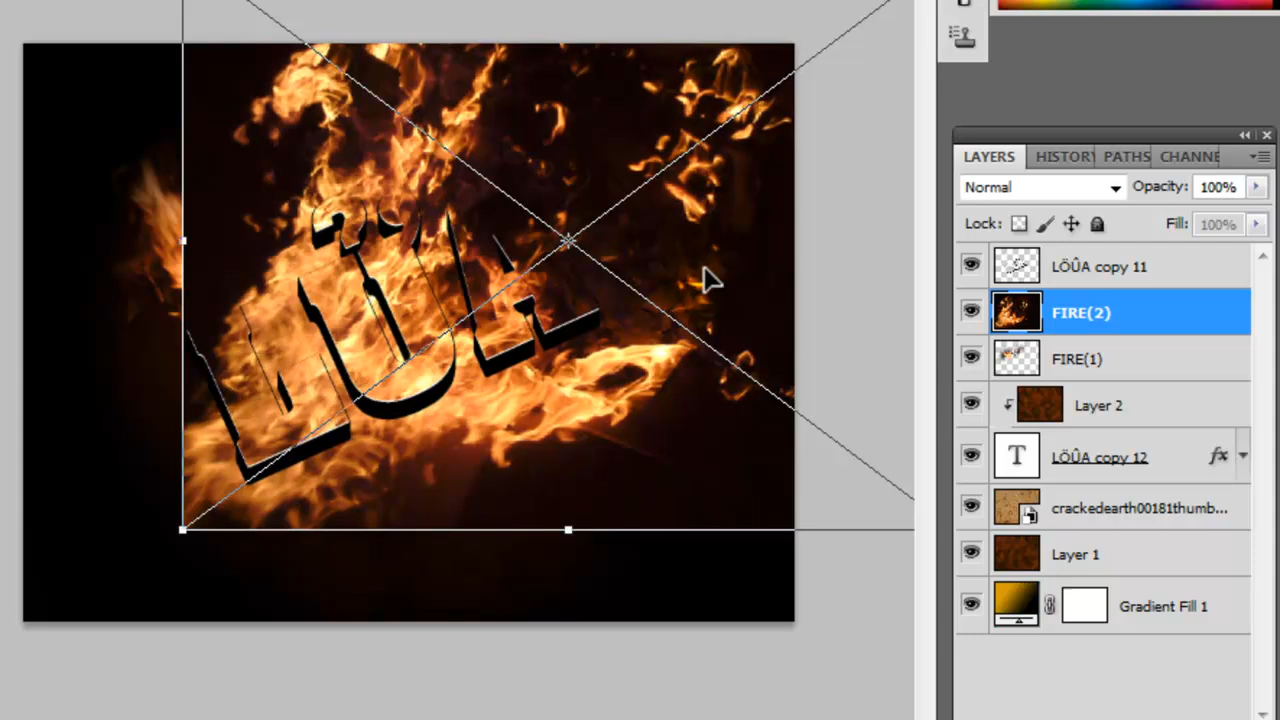 LỬA
LAYERS HISTORY PATHS CHANNE
Normal Opacity: 100%
Lock: Fill: 100%
LÖÛA copy 11
FIRE(2)
FIRE(1)
Layer 2
T LÖÛA copy 12 fx
crackedearth00181thumb...
Layer 1
Gradient Fill 1